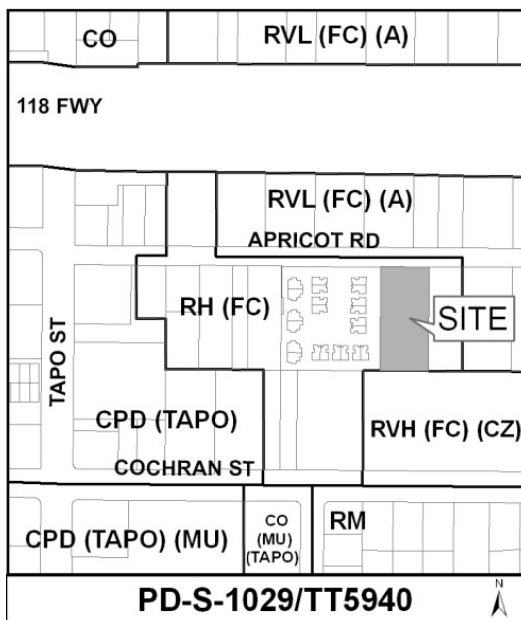 CO
RVL (FC) (A)
118 FWY
RVL (FC) (A)
APRICOT RD
RH (FC)
SITE
TAPO ST
CPD (TAPO)
RVH (FC) (CZ)
COCHRAN ST
CPD (TAPO) (MU)
CO
(MU)
(TAPO)
RM
PD-S-1029/TT5940
N